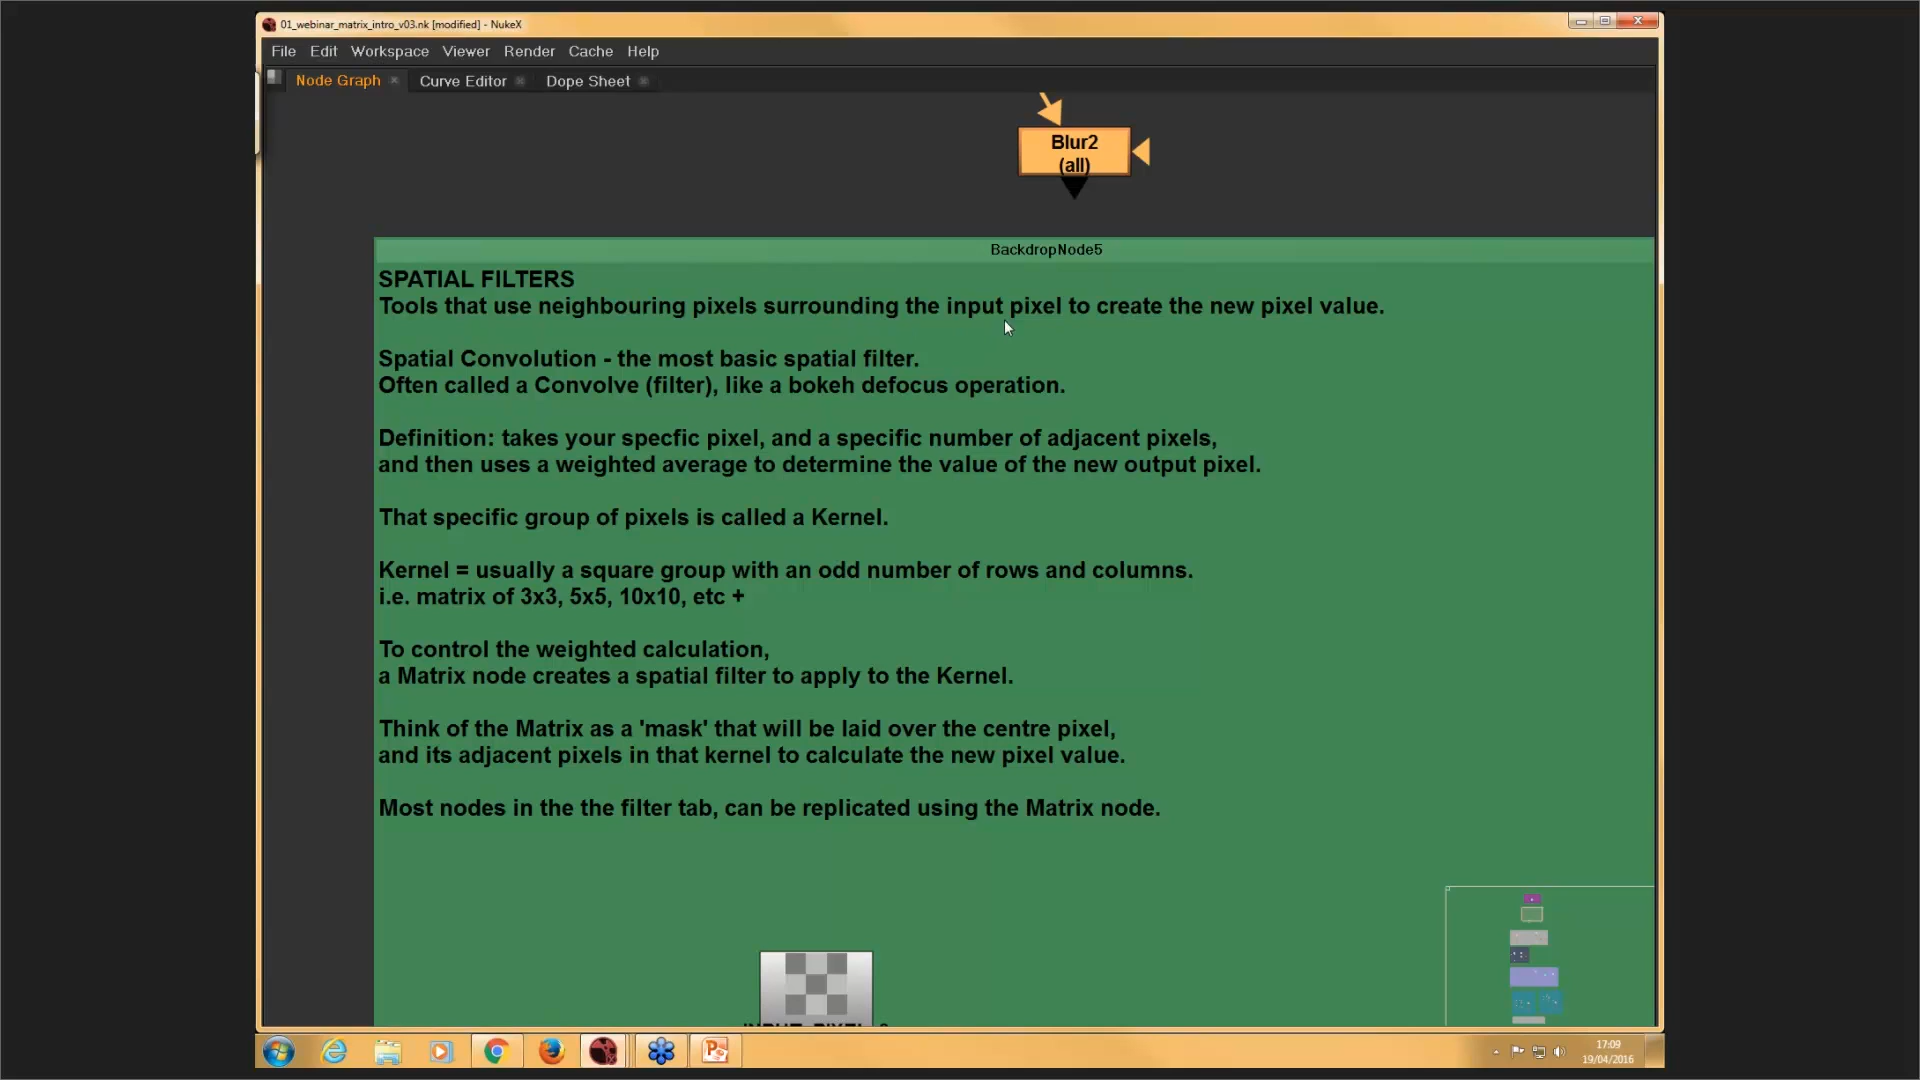 01_webinar_matrix_intro_v03.nk [modified] - NukeX
File Edit Workspace Viewer Render Cache Help
Node Graph Curve Editor Dope Sheet
Blur2
(all)
BackdropNode5
SPATIAL FILTERS
Tools that use neighbouring pixels surrounding the input pixel to create the new pixel value.
Spatial Convolution - the most basic spatial filter.
Often called a Convolve (filter), like a bokeh defocus operation.
Definition: takes your specfic pixel, and a specific number of adjacent pixels,
and then uses a weighted average to determine the value of the new output pixel.
That specific group of pixels is called a Kernel.
Kernel = usually a square group with an odd number of rows and columns.
i.e. matrix of 3x3, 5x5, 10x10, etc +
To control the weighted calculation,
a Matrix node creates a spatial filter to apply to the Kernel.
Think of the Matrix as a 'mask' that will be laid over the centre pixel,
and its adjacent pixels in that kernel to calculate the new pixel value.
Most nodes in the the filter tab, can be replicated using the Matrix node.
17:09
19/04/2016